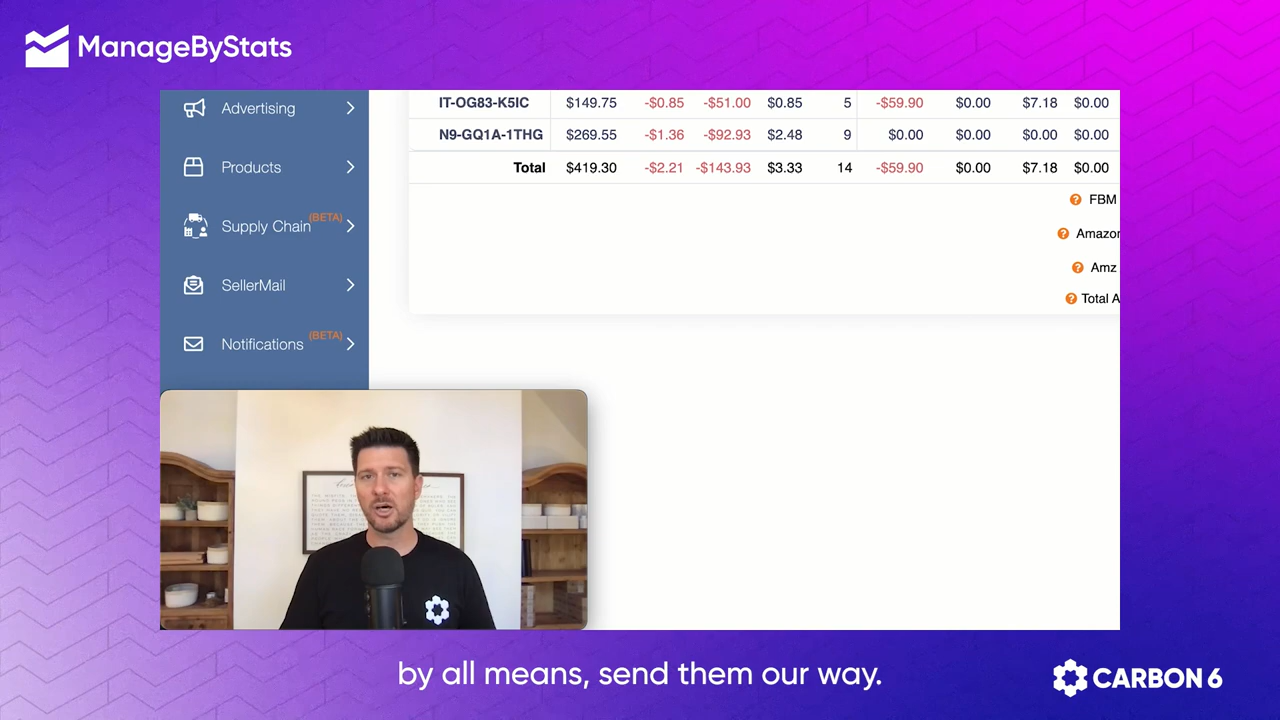 ManageByStats
Advertising
Products
Supply Chain (BETA)
SellerMail
Notifications (BETA)
IT-OG83-K5IC $149.75 -$0.85 -$51.00 $0.85 5 -$59.90 $0.00 $7.18 $0.00
N9-GQ1A-1THG $269.55 -$1.36 -$92.93 $2.48 9 $0.00 $0.00 $0.00 $0.00
Total $419.30 -$2.21 -$143.93 $3.33 14 -$59.90 $0.00 $7.18 $0.00
? FBM
? Amazon
? Amz
? Total A
by all means, send them our way.
CARBON 6